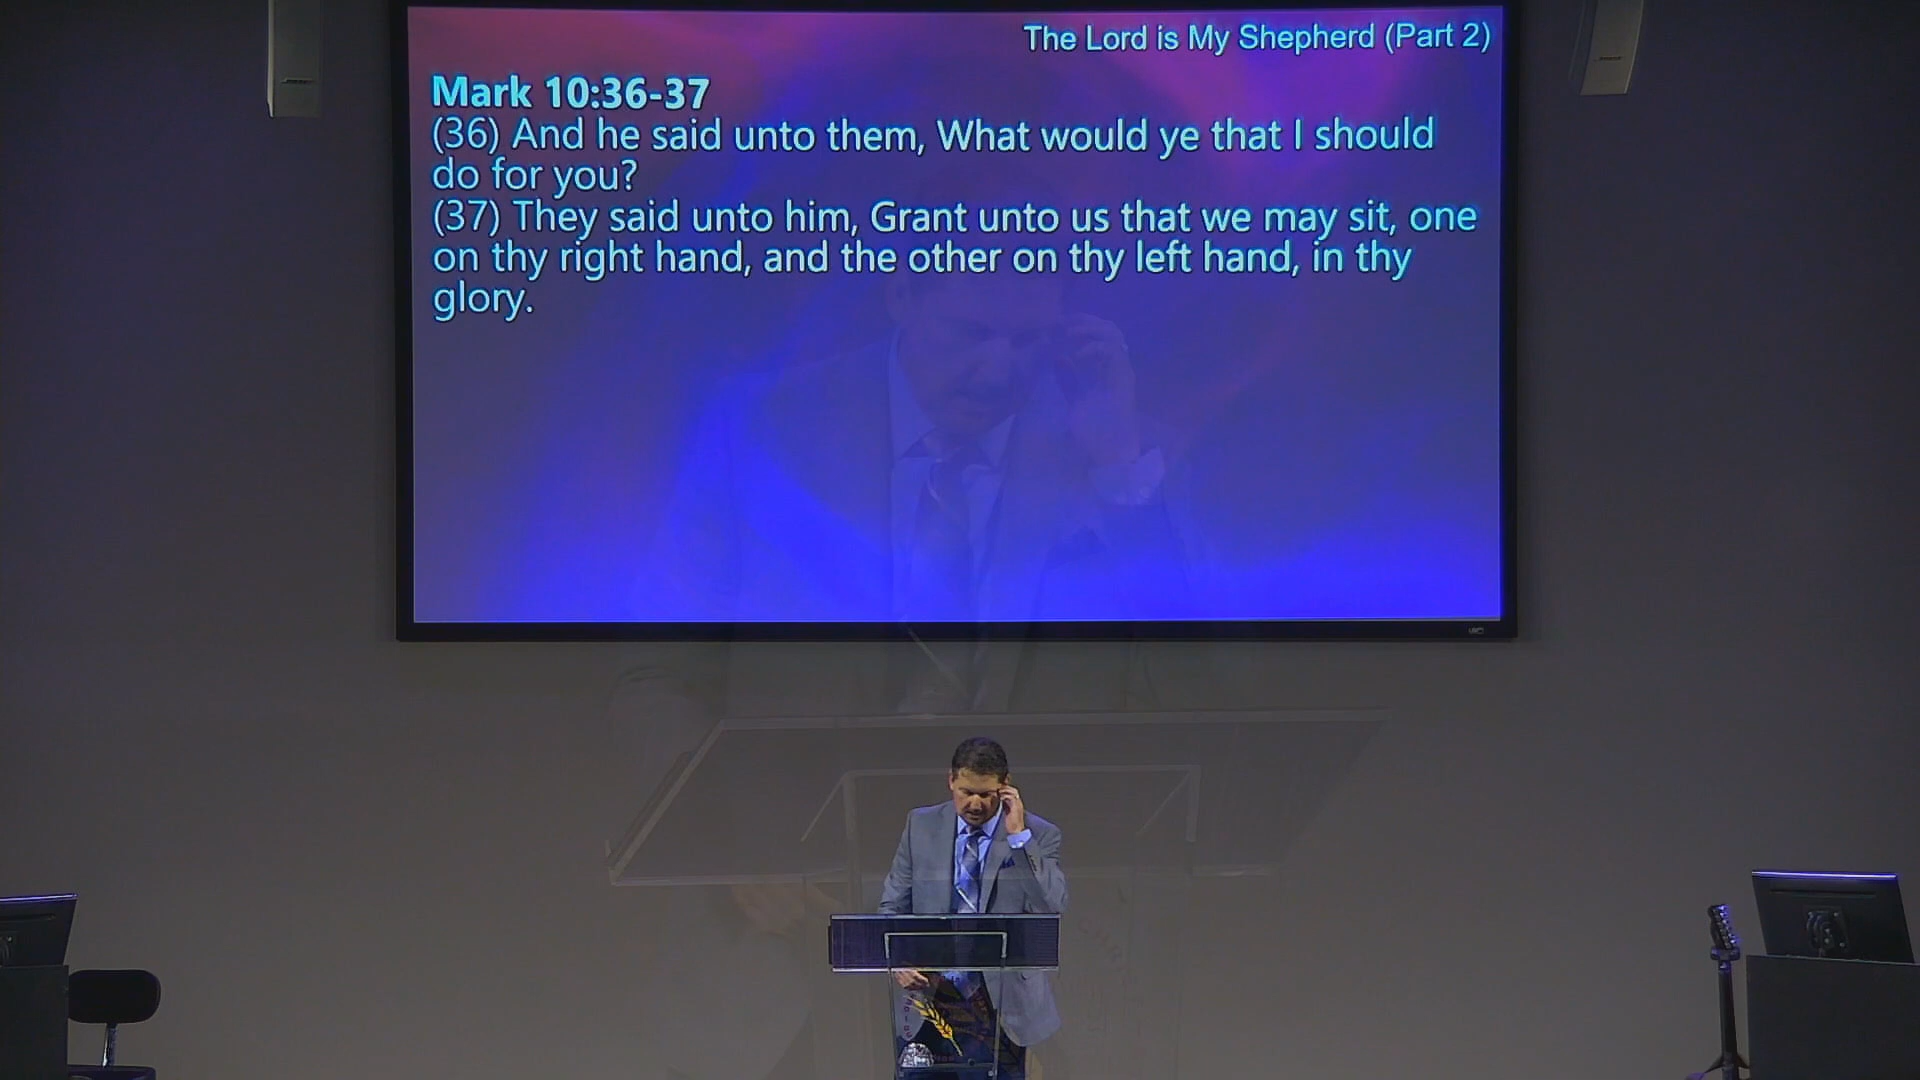 The Lord is My Shepherd (Part 2)
Mark 10:36-37
(36) And he said unto them, What would ye that I should
do for you?
(37) They said unto him, Grant unto us that we may sit, one
on thy right hand, and the other on thy left hand, in thy
glory.